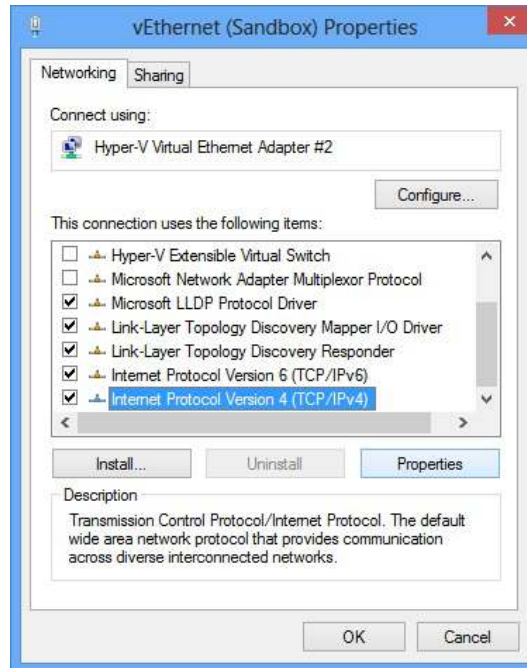 vEthernet (Sandbox) Properties
Networking
Sharing
Connect using:
Hyper-V Virtual Ethernet Adapter #2
Configure...
This connection uses the following items:
Hyper-V Extensible Virtual Switch
Microsoft Network Adapter Multiplexor Protocol
Microsoft LLDP Protocol Driver
Link-Layer Topology Discovery Mapper I/O Driver
Link-Layer Topology Discovery Responder
Internet Protocol Version 6 (TCP/IPv6)
Internet Protocol Version 4 (TCP/IPv4)
Install...
Uninstall
Properties
Description
Transmission Control Protocol/Internet Protocol. The default
wide area network protocol that provides communication
across diverse interconnected networks.
OK
Cancel